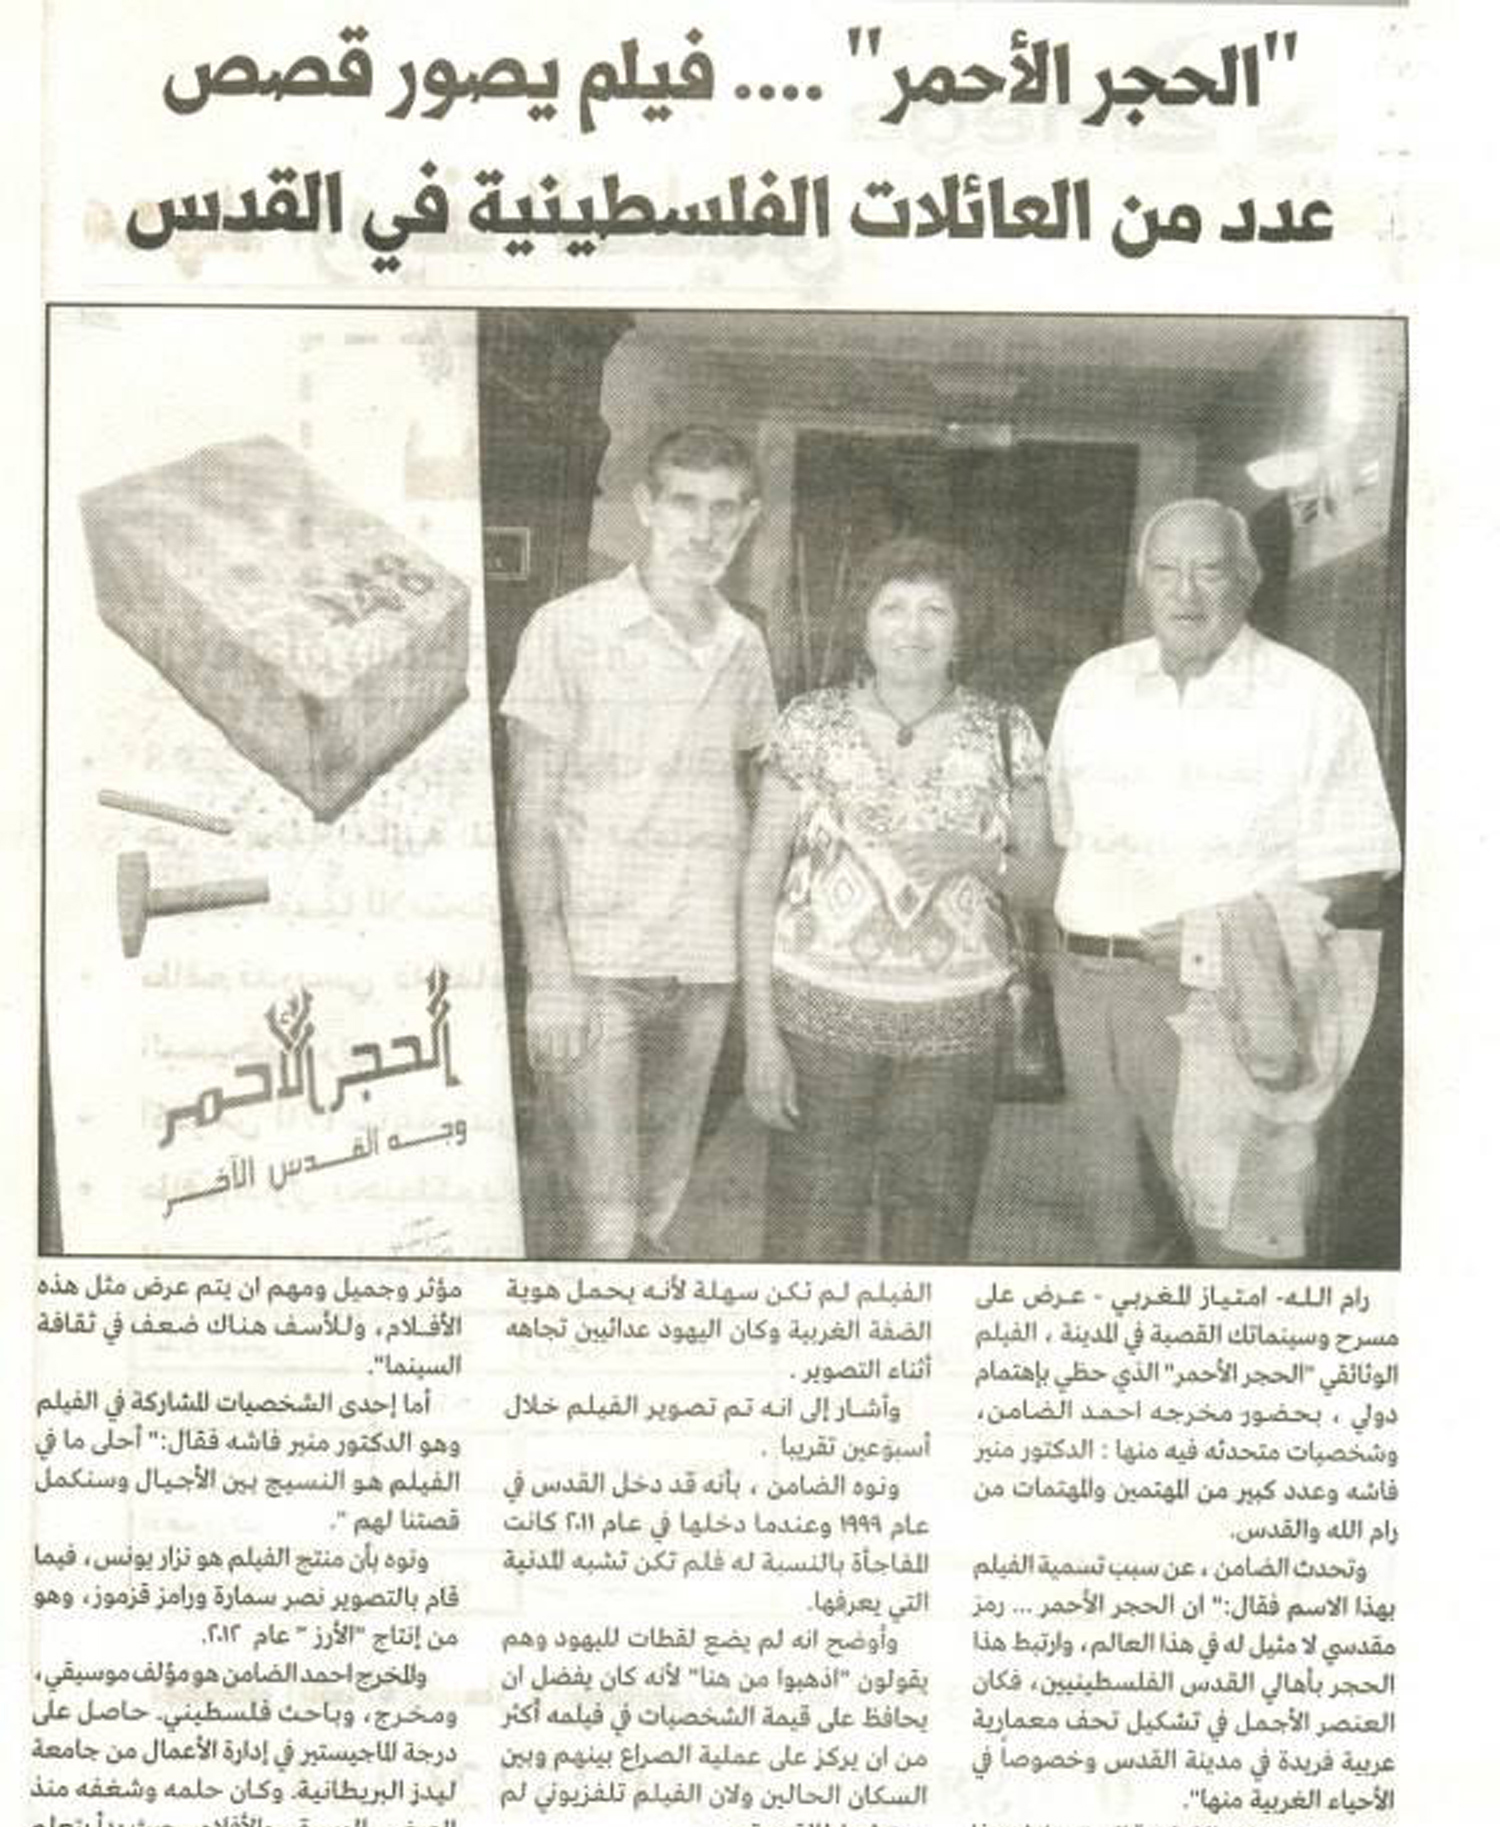 "الحجر الأحمر" .... فيلم يصور قصص
عدد من العائلات الفلسطينية في القدس
الحجر الأحمر
وجه القدس الآخر
رام الله- امتياز المغربي - عرض على
مسرح وسينماتك القصبة في المدينة ، الفيلم
الوثائقي "الحجر الأحمر" الذي حظي بإهتمام
دولي ، بحضور مخرجه احمد الضامن،
وشخصيات متحدثه فيه منها : الدكتور منير
فاشه وعدد كبير من المهتمين والمهتمات من
رام الله والقدس.
وتحدث الضامن ، عن سبب تسمية الفيلم
بهذا الاسم فقال:" ان الحجر الأحمر ... رمز
مقدسي لا مثيل له في هذا العالم، وارتبط هذا
الحجر بأهالي القدس الفلسطينيين، فكان
العنصر الأجمل في تشكيل تحف معمارية
عربية فريدة في مدينة القدس وخصوصاً في
الأحياء الغربية منها".
الفيلم لم تكن سهلة لأنه يحمل هوية
الضفة الغربية وكان اليهود عدائيين تجاهه
أثناء التصوير .
وأشار إلى انه تم تصوير الفيلم خلال
أسبوعين تقريبا .
ونوه الضامن ، بأنه قد دخل القدس في
عام ١٩٩٩ وعندما دخلها في عام ٢٠١١ كانت
المفاجأة بالنسبة له فلم تكن تشبه المدنية
التي يعرفها.
وأوضح انه لم يضع لقطات لليهود وهم
يقولون "اذهبوا من هنا" لأنه كان يفضل ان
يحافظ على قيمة الشخصيات في فيلمه أكثر
من ان يركز على عملية الصراع بينهم وبين
السكان الحالين ولان الفيلم تلفزيوني لم
مؤثر وجميل ومهم ان يتم عرض مثل هذه
الأفلام، وللأسف هناك ضعف في ثقافة
السينما".
أما إحدى الشخصيات المشاركة في الفيلم
وهو الدكتور منير فاشه فقال:" أحلى ما في
الفيلم هو النسيج بين الأجيال وسنكمل
قصتنا لهم ".
ونوه بأن منتج الفيلم هو نزار يونس، فيما
قام بالتصوير نصر سمارة ورامز قزموز، وهو
من إنتاج "الأرز " عام ٢٠١٢.
والمخرج احمد الضامن هو مؤلف موسيقي،
ومخرج، وباحث فلسطيني. حاصل على
درجة الماجيستير في إدارة الأعمال من جامعة
ليدز البريطانية. وكان حلمه وشغفه منذ